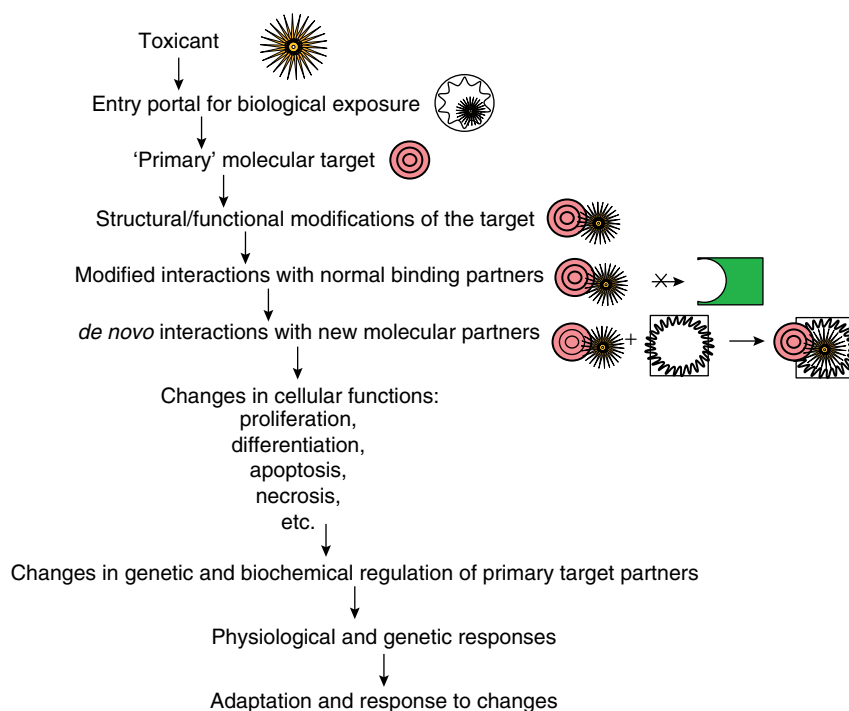 Toxicant
Entry portal for biological exposure
‘Primary’ molecular target
Structural/functional modifications of the target
Modified interactions with normal binding partners
de novo interactions with new molecular partners
+
Changes in cellular functions:
proliferation,
differentiation,
apoptosis,
necrosis,
etc.
Changes in genetic and biochemical regulation of primary target partners
Physiological and genetic responses
Adaptation and response to changes